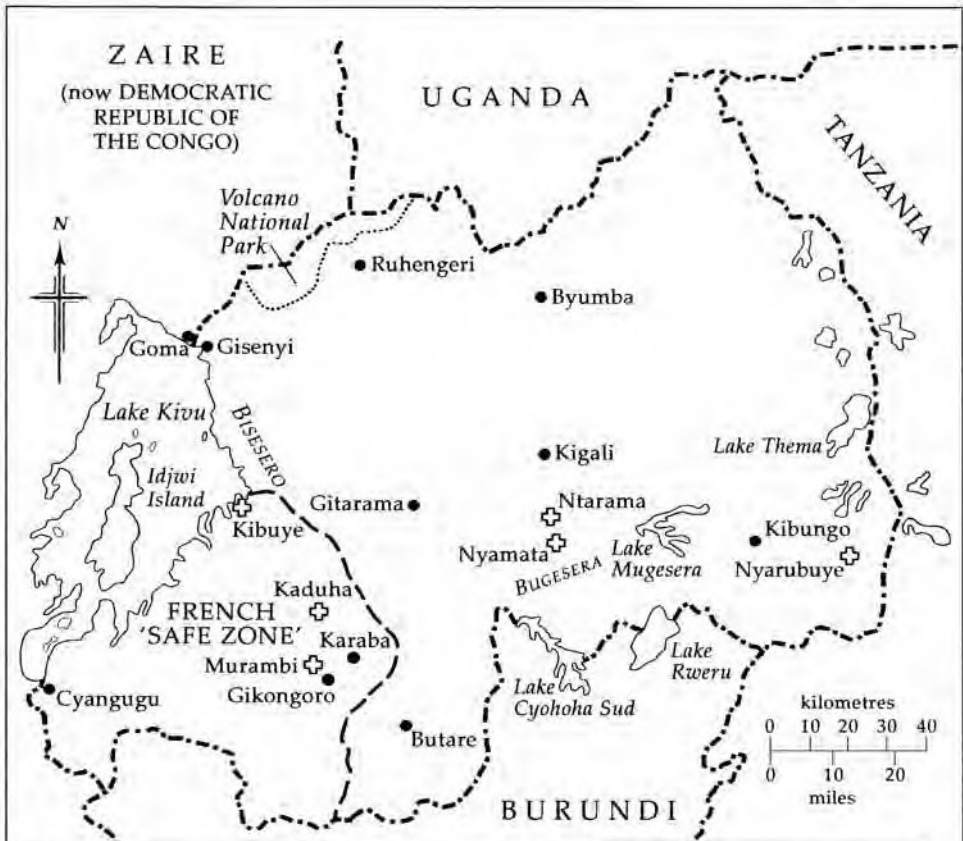 ZAIRE
(now DEMOCRATIC
REPUBLIC OF
THE CONGO)
UGANDA
TANZANIA
Volcano
National
Park
N
Ruhengeri
Byumba
Goma
Gisenyi
Lake Kivu
BISESERO
Lake Thema
Idjwi
Island
Kigali
Gitarama
Ntarama
Kibuye
Kibungo
Nyamata
Lake
Mugesera
Nyarubuye
BUGESERA
Kaduha
FRENCH
'SAFE ZONE'
Karaba
Murambi
Gikongoro
Lake
Rweru
Cyangugu
Lake
Cyohoha Sud
kilometres
0 10 20 30 40
0 10 20
miles
Butare
BURUNDI